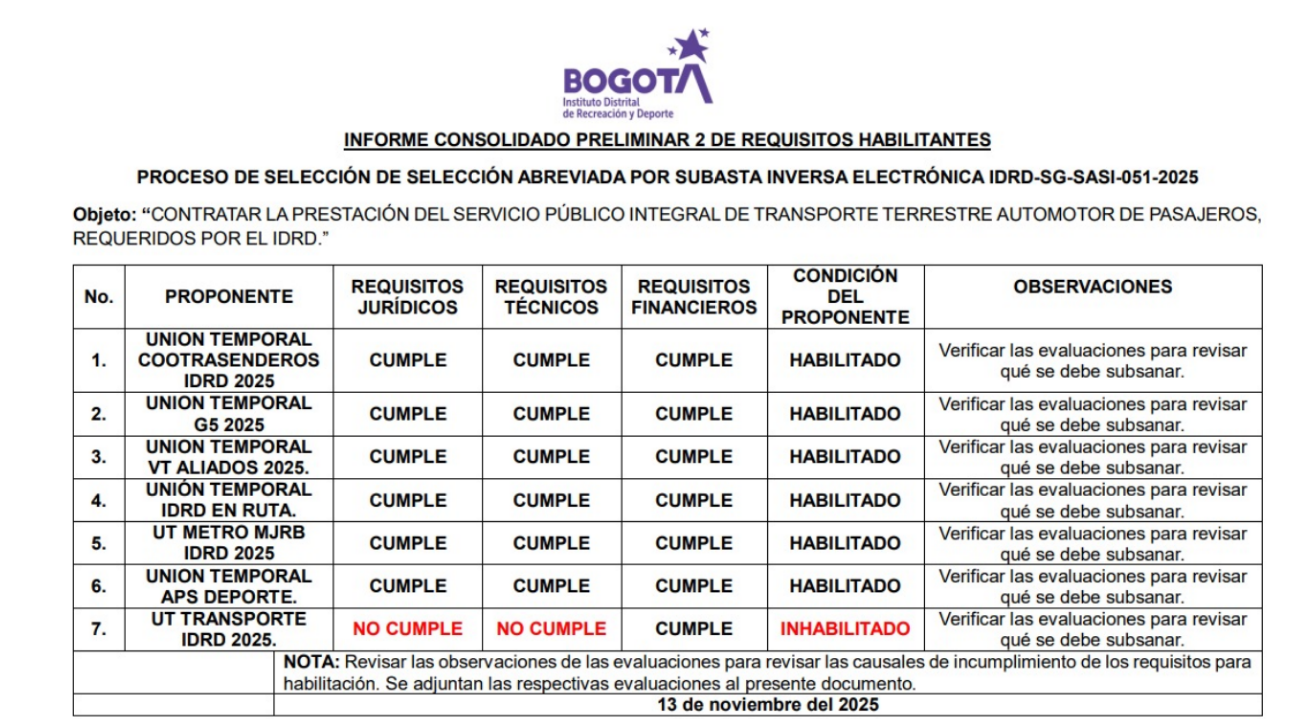 BOGOTÁ
Instituto Distrital
de Recreación y Deporte
INFORME CONSOLIDADO PRELIMINAR 2 DE REQUISITOS HABILITANTES
PROCESO DE SELECCIÓN DE SELECCIÓN ABREVIADA POR SUBASTA INVERSA ELECTRÓNICA IDRD-SG-SASI-051-2025
Objeto: “CONTRATAR LA PRESTACIÓN DEL SERVICIO PÚBLICO INTEGRAL DE TRANSPORTE TERRESTRE AUTOMOTOR DE PASAJEROS,
REQUERIDOS POR EL IDRD.”
No.
PROPONENTE
REQUISITOS
JURÍDICOS
REQUISITOS
TÉCNICOS
REQUISITOS
FINANCIEROS
CONDICIÓN
DEL
PROPONENTE
OBSERVACIONES
1.
UNION TEMPORAL
COOTRASENDEROS
IDRD 2025
CUMPLE
CUMPLE
CUMPLE
HABILITADO
Verificar las evaluaciones para revisar
qué se debe subsanar.
2.
UNION TEMPORAL
G5 2025
CUMPLE
CUMPLE
CUMPLE
HABILITADO
Verificar las evaluaciones para revisar
qué se debe subsanar.
3.
UNION TEMPORAL
VT ALIADOS 2025.
CUMPLE
CUMPLE
CUMPLE
HABILITADO
Verificar las evaluaciones para revisar
qué se debe subsanar.
4.
UNIÓN TEMPORAL
IDRD EN RUTA.
CUMPLE
CUMPLE
CUMPLE
HABILITADO
Verificar las evaluaciones para revisar
qué se debe subsanar.
5.
UT METRO MJRB
IDRD 2025
CUMPLE
CUMPLE
CUMPLE
HABILITADO
Verificar las evaluaciones para revisar
qué se debe subsanar.
6.
UNION TEMPORAL
APS DEPORTE.
CUMPLE
CUMPLE
CUMPLE
HABILITADO
Verificar las evaluaciones para revisar
qué se debe subsanar.
7.
UT TRANSPORTE
IDRD 2025.
NO CUMPLE
NO CUMPLE
CUMPLE
INHABILITADO
Verificar las evaluaciones para revisar
qué se debe subsanar.
NOTA: Revisar las observaciones de las evaluaciones para revisar las causales de incumplimiento de los requisitos para
habilitación. Se adjuntan las respectivas evaluaciones al presente documento.
13 de noviembre del 2025